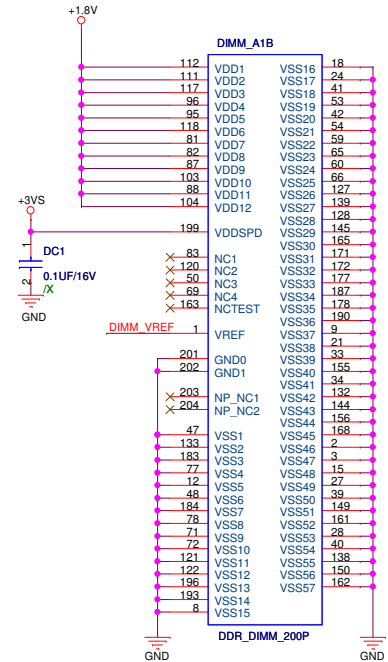 +1.8V
DIMM_A1B
112 VDD1 VSS16 18
111 VDD2 VSS17 24
117 VDD3 VSS18 41
96 VDD4 VSS19 53
95 VDD5 VSS20 42
118 VDD6 VSS21 54
81 VDD7 VSS22 59
82 VDD8 VSS23 65
87 VDD9 VSS24 60
103 VDD10 VSS25 66
88 VDD11 VSS26 127
104 VDD12 VSS27 139
VSS28 128
+3VS
199 VDDSPD VSS29 145
VSS30 165
1 DC1
83 NC1 VSS31 171
120 NC2 VSS32 172
0.1UF/16V
50 NC3 VSS33 177
2 /X
69 NC4 VSS34 187
163 NCTEST VSS35 178
GND
VSS36 190
DIMM_VREF 1 VREF VSS37 9
VSS38 21
201 GND0 VSS39 33
202 GND1 VSS40 155
VSS41 34
203 NP_NC1 VSS42 132
204 NP_NC2 VSS43 144
VSS44 156
47 VSS1 VSS45 168
133 VSS2 VSS46 2
183 VSS3 VSS47 3
77 VSS4 VSS48 15
12 VSS5 VSS49 27
48 VSS6 VSS50 39
184 VSS7 VSS51 149
78 VSS8 VSS52 161
71 VSS9 VSS53 28
72 VSS10 VSS54 40
121 VSS11 VSS55 138
122 VSS12 VSS56 150
196 VSS13 VSS57 162
193 VSS14
8 VSS15
DDR_DIMM_200P
GND GND